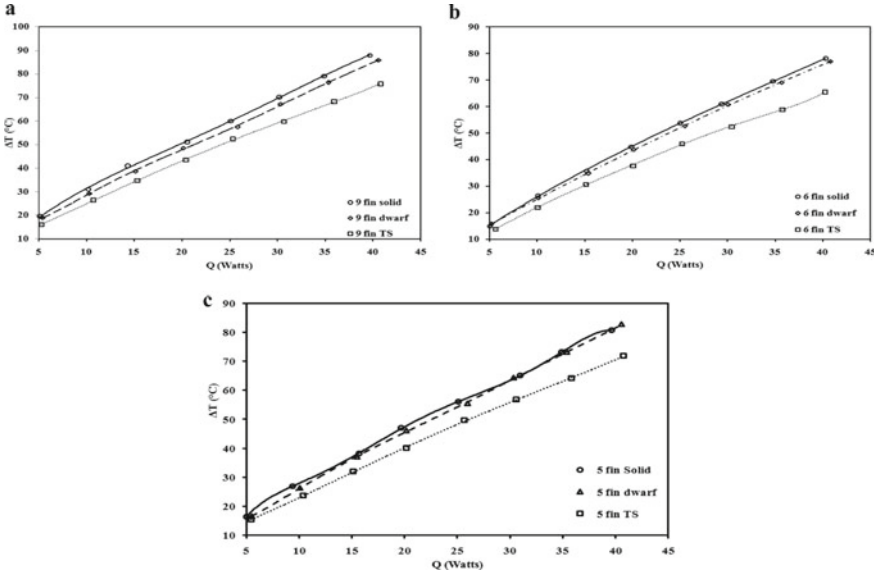 a
100
90
80
70
60
50
40
30
20
10
ΔT (°C)
5 10 15 20 25 30 35 40 45
Q (Watts)
9 fin solid
9 fin dwarf
9 fin TS
b
90
80
70
60
50
40
30
20
10
ΔT (°C)
5 10 15 20 25 30 35 40 45
Q (Watts)
6 fin solid
6 fin dwarf
6 fin TS
c
90
80
70
60
50
40
30
20
10
ΔT (°C)
5 10 15 20 25 30 35 40 45
Q (Watts)
5 fin Solid
5 fin dwarf
5 fin TS